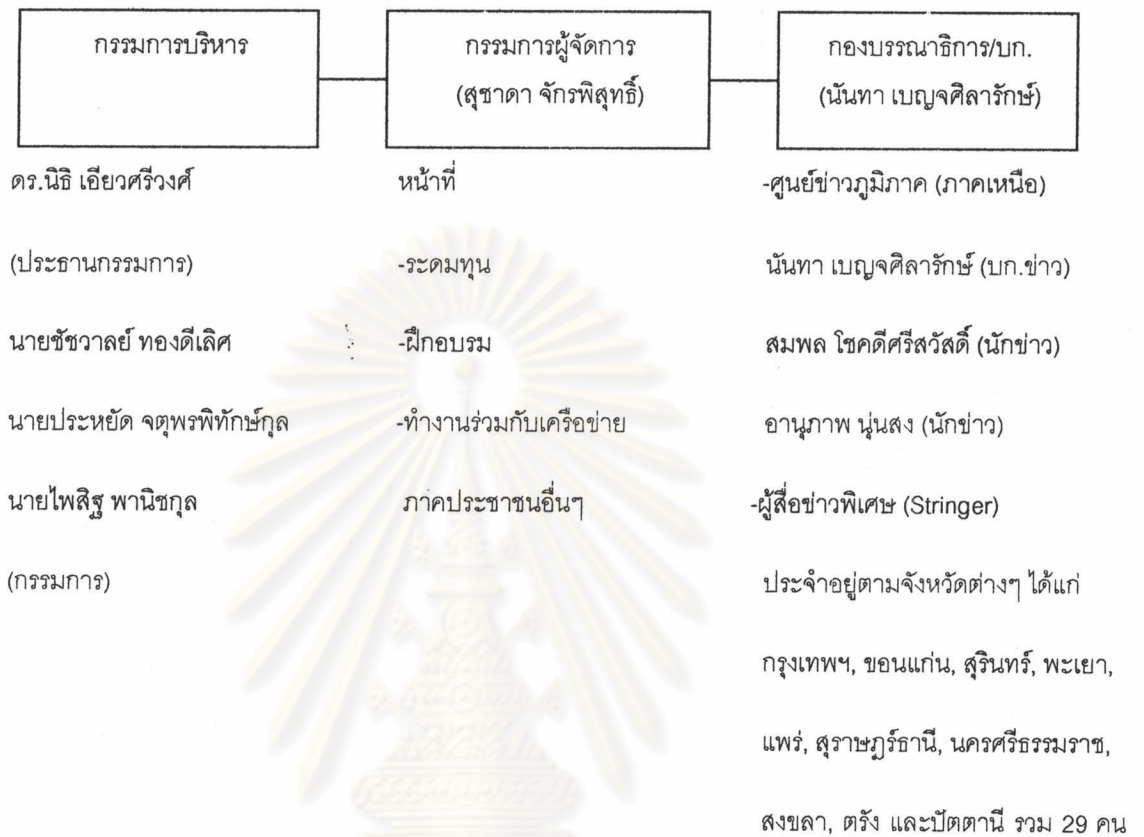 กรรมการบริหาร
กรรมการผู้จัดการ
(สุชาดา จักรพิสุทธิ์)
กองบรรณาธิการ/บก.
(นันทา เบญจศิลารักษ์)
ดร.นิธิ เอียวศรีวงศ์
(ประธานกรรมการ)
นายชัชวาลย์ ทองดีเลิศ
นายประหยัด จตุพรพิทักษ์กุล
นายไพสิฐ พานิชกุล
(กรรมการ)
หน้าที่
-ระดมทุน
-ฝึกอบรม
-ทำงานร่วมกับเครือข่าย
ภาคประชาชนอื่นๆ
-ศูนย์ข่าวภูมิภาค (ภาคเหนือ)
นันทา เบญจศิลารักษ์ (บก.ข่าว)
สมพล โชคดีศรีสวัสดิ์ (นักข่าว)
อานุภาพ นุ่นสง (นักข่าว)
-ผู้สื่อข่าวพิเศษ (Stringer)
ประจำอยู่ตามจังหวัดต่างๆ ได้แก่
กรุงเทพฯ, ขอนแก่น, สุรินทร์, พะเยา,
แพร่, สุราษฎร์ธานี, นครศรีธรรมราช,
สงขลา, ตรัง และปัตตานี รวม 29 คน